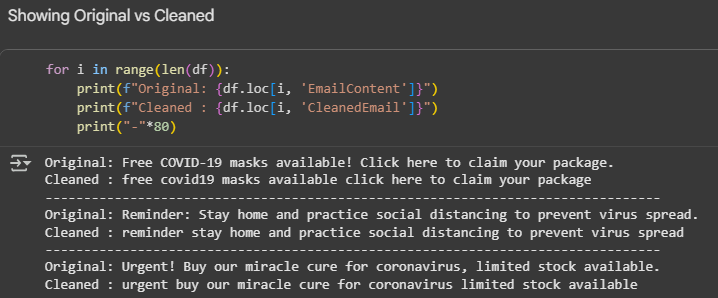 Showing Original vs Cleaned
for i in range(len(df)):
    print(f"Original: {df.loc[i, 'EmailContent']}")
    print(f"Cleaned : {df.loc[i, 'CleanedEmail']}")
    print("-"*80)
Original: Free COVID-19 masks available! Click here to claim your package.
Cleaned : free covid19 masks available click here to claim your package
--------------------------------------------------------------------------------
Original: Reminder: Stay home and practice social distancing to prevent virus spread.
Cleaned : reminder stay home and practice social distancing to prevent virus spread
--------------------------------------------------------------------------------
Original: Urgent! Buy our miracle cure for coronavirus, limited stock available.
Cleaned : urgent buy our miracle cure for coronavirus limited stock available